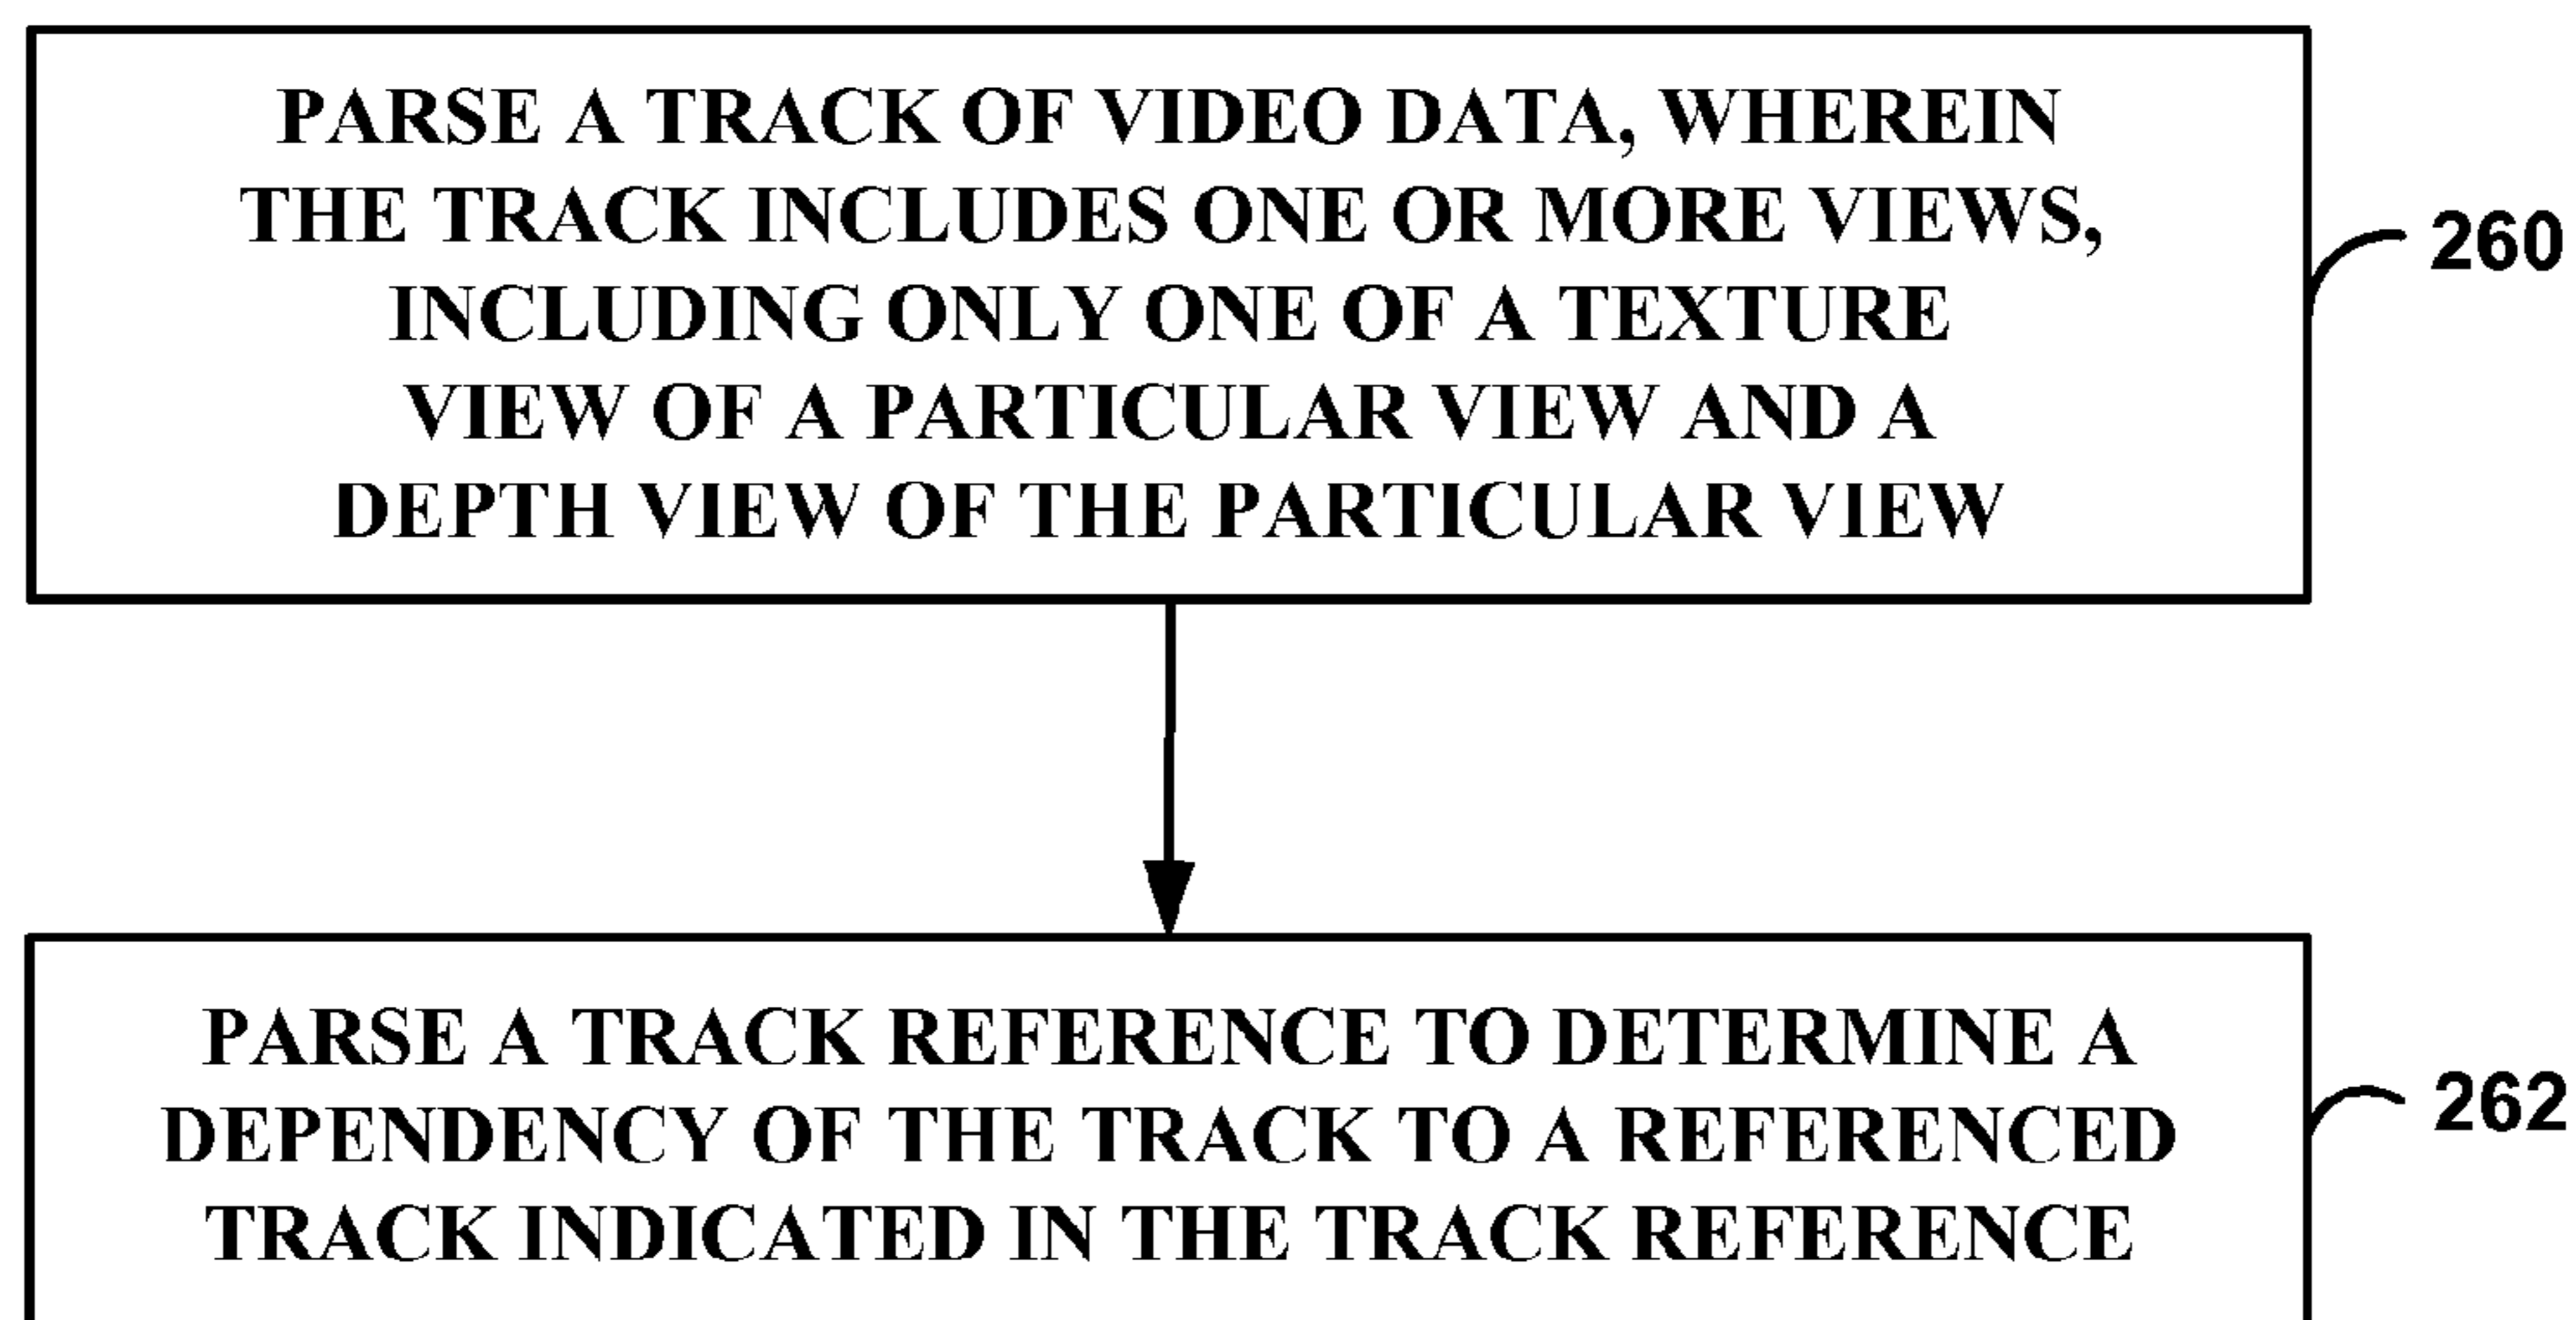 PARSE A TRACK OF VIDEO DATA, WHEREIN
THE TRACK INCLUDES ONE OR MORE VIEWS,
INCLUDING ONLY ONE OF A TEXTURE
VIEW OF A PARTICULAR VIEW AND A
DEPTH VIEW OF THE PARTICULAR VIEW
260
PARSE A TRACK REFERENCE TO DETERMINE A
DEPENDENCY OF THE TRACK TO A REFERENCED
TRACK INDICATED IN THE TRACK REFERENCE
262